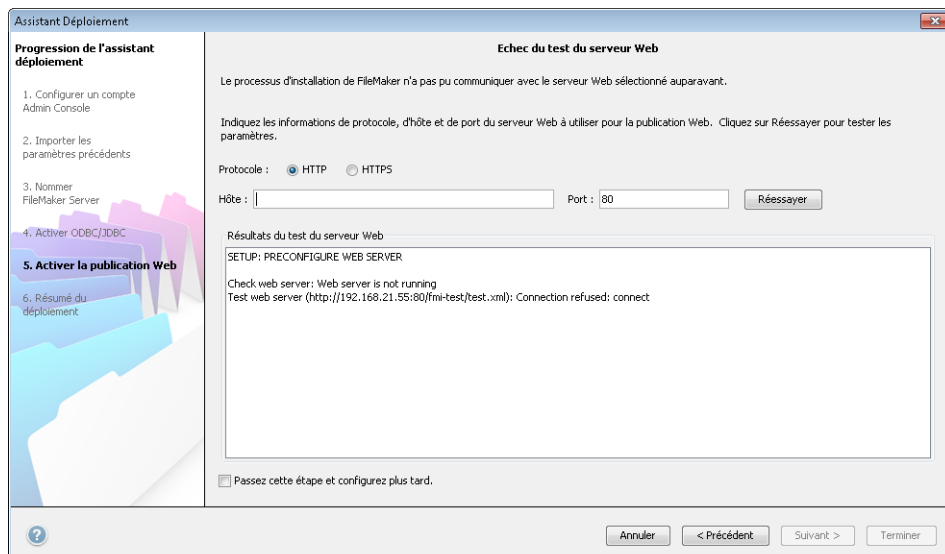 Assistant Déploiement
Progression de l'assistant
déploiement
1. Configurer un compte
Admin Console
2. Importer les
paramètres précédents
3. Nommer
FileMaker Server
4. Activer ODBC/JDBC
5. Activer la publication Web
6. Résumé du
déploiement
Echec du test du serveur Web
Le processus d'installation de FileMaker n'a pas pu communiquer avec le serveur Web sélectionné auparavant.
Indiquez les informations de protocole, d'hôte et de port du serveur Web à utiliser pour la publication Web. Cliquez sur Réessayer pour tester les
paramètres.
Protocole : HTTP HTTPS
Hôte : Port : 80 Réessayer
Résultats du test du serveur Web
SETUP: PRECONFIGURE WEB SERVER
Check web server: Web server is not running
Test web server (http://192.168.21.55:80/fmi-test/test.xml): Connection refused: connect
Passez cette étape et configurez plus tard.
? Annuler < Précédent Suivant > Terminer